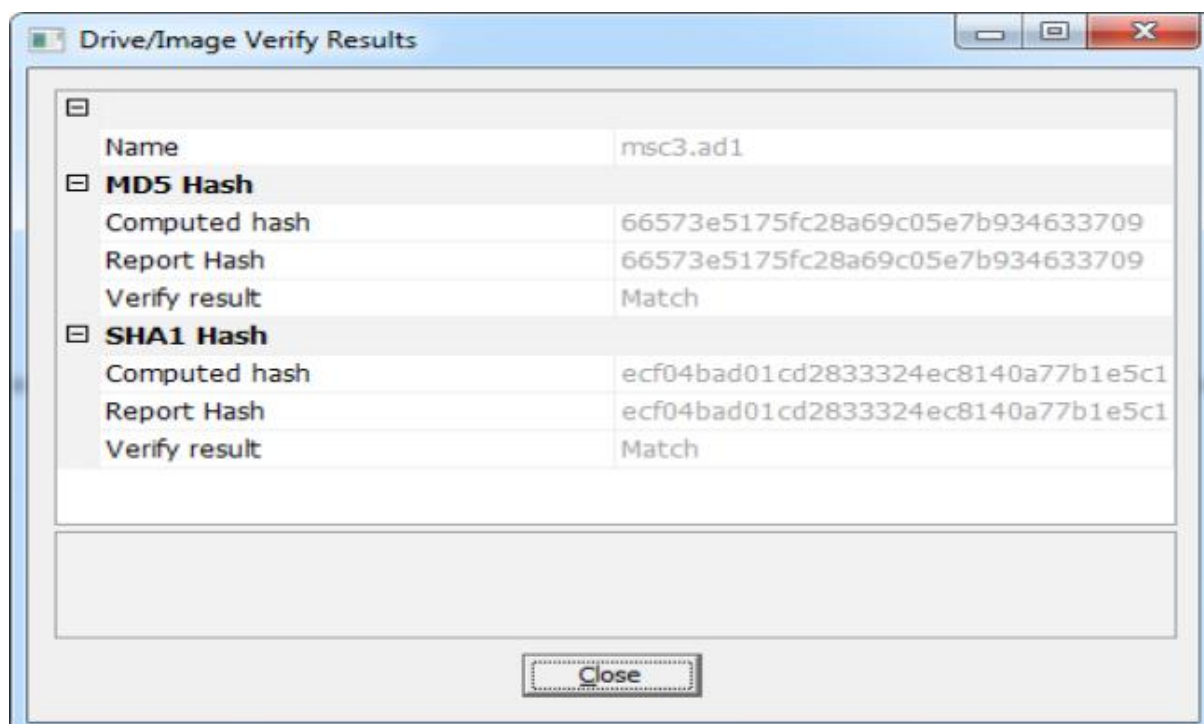 Drive/Image Verify Results
Name msc3.ad1
MD5 Hash
Computed hash 66573e5175fc28a69c05e7b934633709
Report Hash 66573e5175fc28a69c05e7b934633709
Verify result Match
SHA1 Hash
Computed hash ecf04bad01cd2833324ec8140a77b1e5c1
Report Hash ecf04bad01cd2833324ec8140a77b1e5c1
Verify result Match
Close